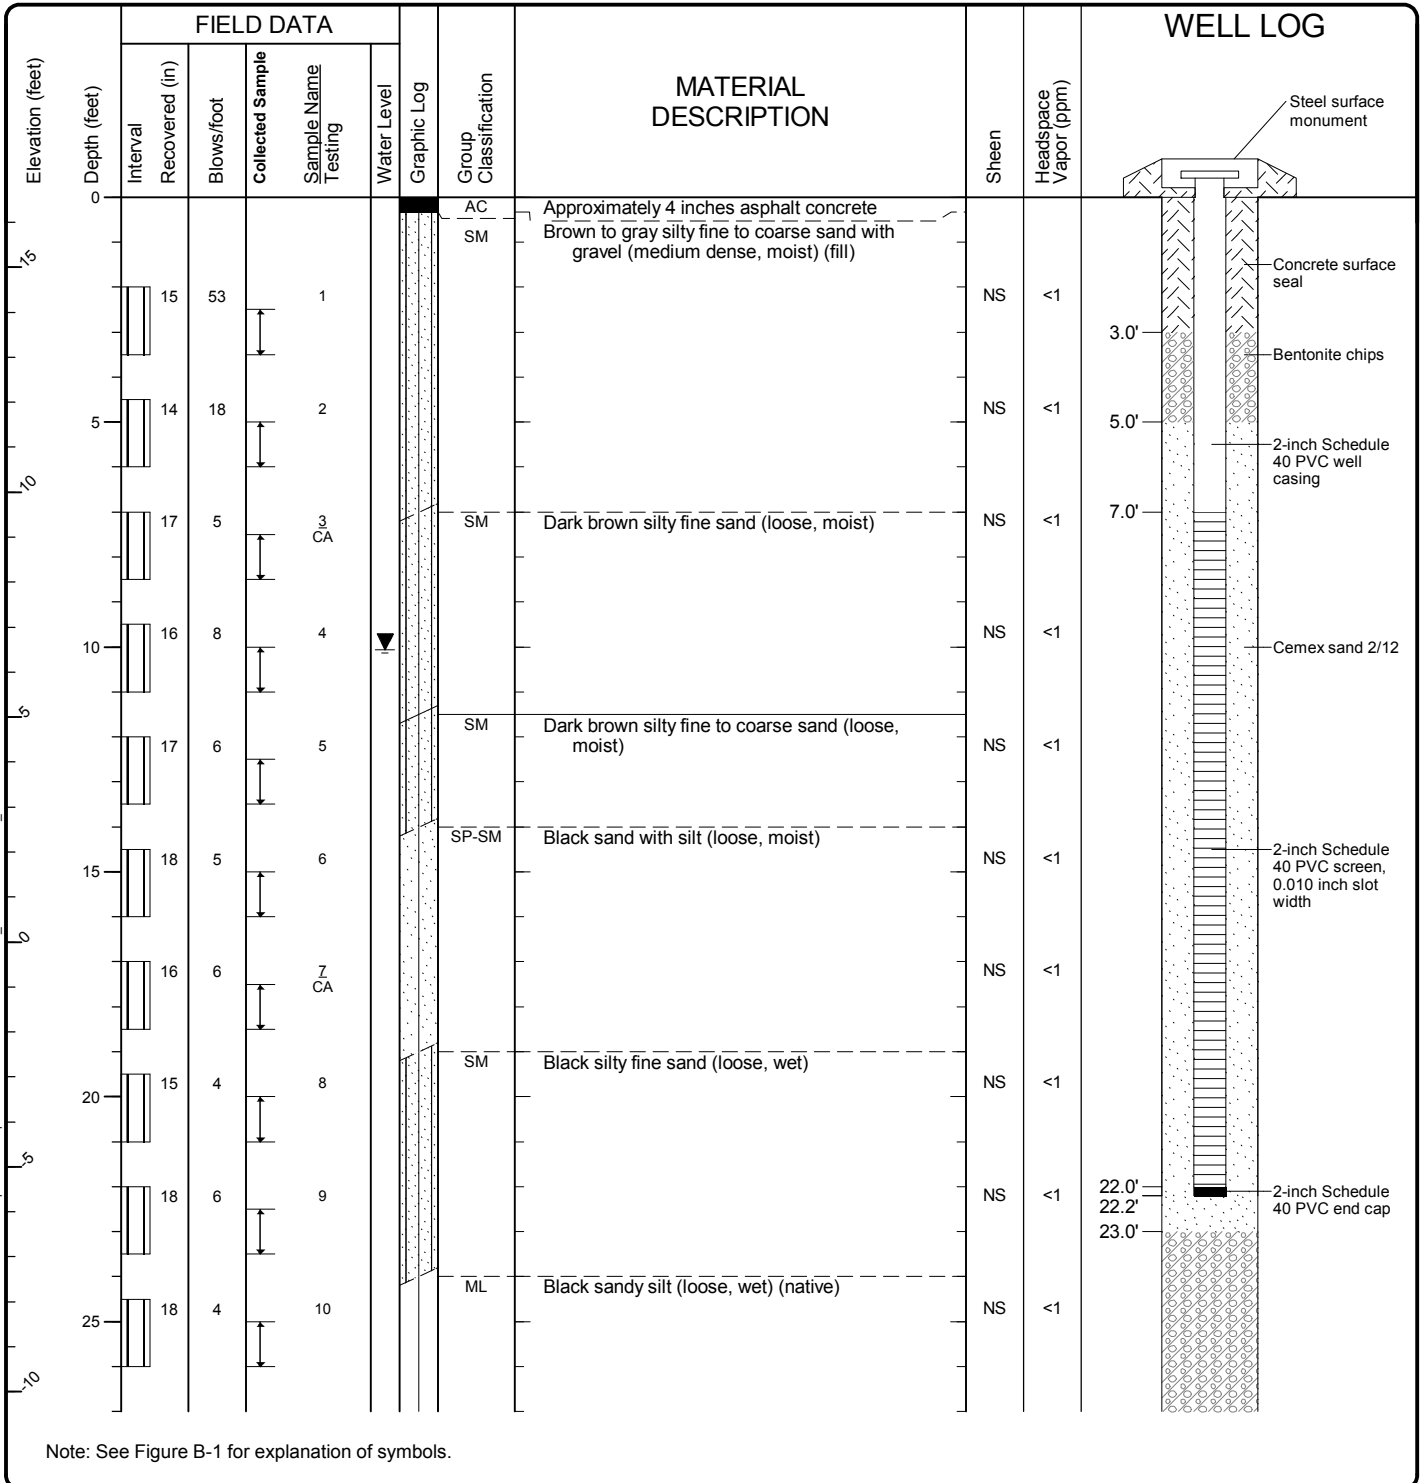 FIELD DATA
WELL LOG
Elevation (feet)
Depth (feet)
Interval
Recovered (in)
Blows/foot
Collected Sample
Sample Name
Testing
Water Level
Graphic Log
Group
Classification
MATERIAL
DESCRIPTION
Sheen
Headspace
Vapor (ppm)
Steel surface
monument
0
AC
Approximately 4 inches asphalt concrete
SM
Brown to gray silty fine to coarse sand with
gravel (medium dense, moist) (fill)
15
Concrete surface
seal
15 53 1 NS <1
3.0'
Bentonite chips
14 18 2 NS <1
5
5.0'
2-inch Schedule
40 PVC well
casing
10
7.0'
17 5 3
CA
SM Dark brown silty fine sand (loose, moist) NS <1
16 8 4 NS <1
10
Cemex sand 2/12
5
SM
Dark brown silty fine to coarse sand (loose,
moist)
17 6 5 NS <1
SP-SM Black sand with silt (loose, moist)
18 5 6 NS <1
15
2-inch Schedule
40 PVC screen,
0.010 inch slot
width
0
16 6 7
CA
NS <1
SM Black silty fine sand (loose, wet)
15 4 8 NS <1
20
-5
18 6 9 NS <1
22.0'
22.2'
23.0'
2-inch Schedule
40 PVC end cap
ML Black sandy silt (loose, wet) (native)
18 4 10 NS <1
25
-10
Note: See Figure B-1 for explanation of symbols.